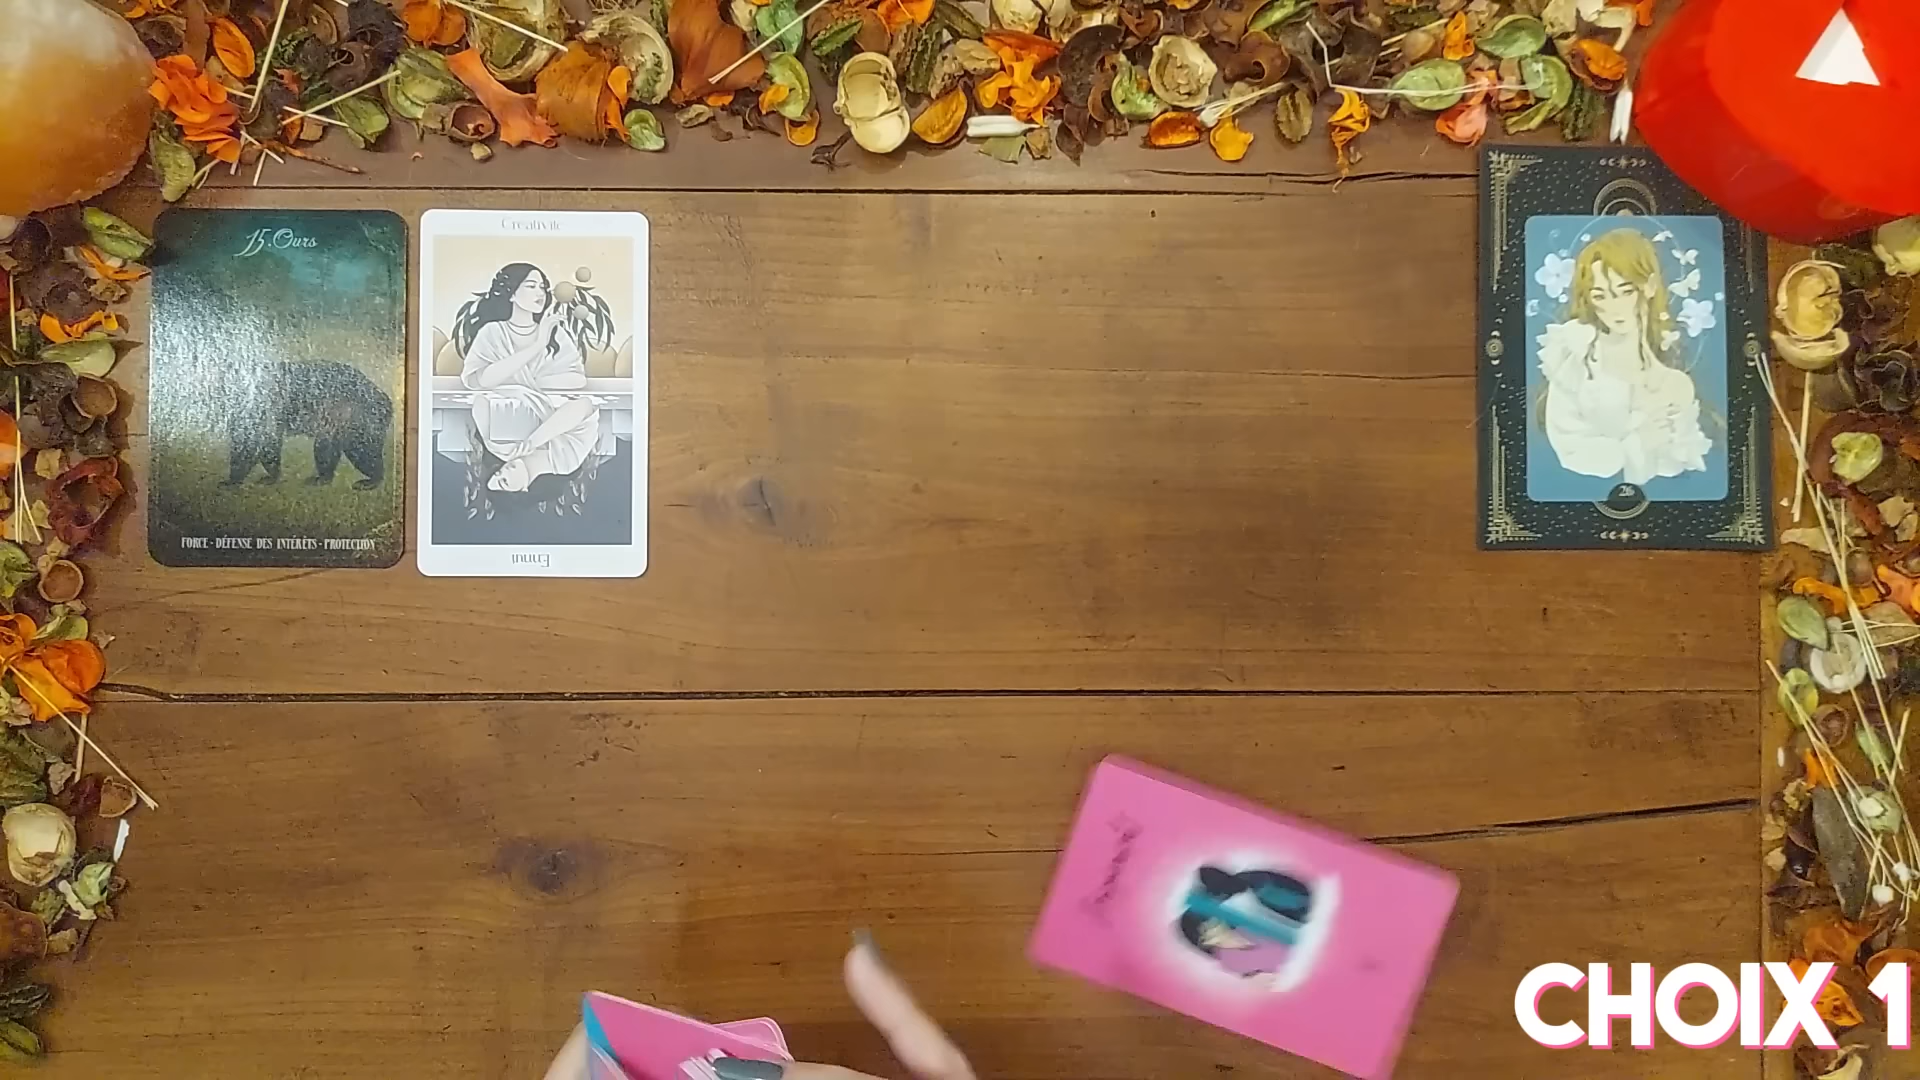 15.Ours
FORCE - DÉFENSE DES INTÉRÊTS - PROTECTION
Créativité
Ennui
26
CHOIX 1